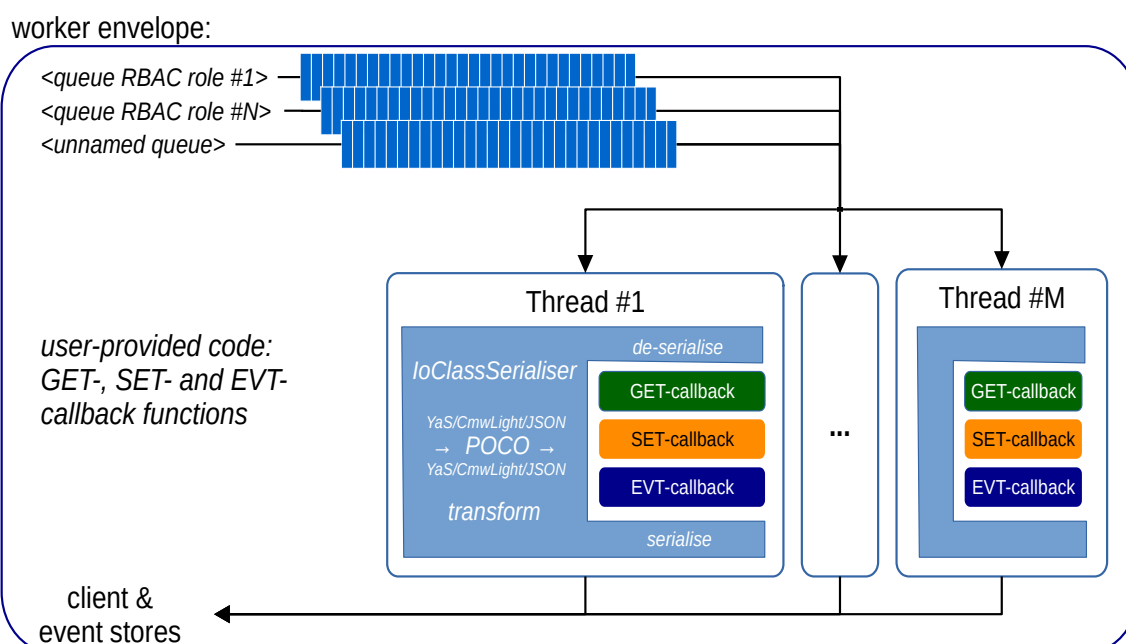 worker envelope:
<queue RBAC role #1>
<queue RBAC role #N>
<unnamed queue>
Thread #1
Thread #M
de-serialise
IoClassSerialiser
GET-callback
YaS/CmwLight/JSON
→ POCO →
SET-callback
YaS/CmwLight/JSON
EVT-callback
transform
serialise
...
GET-callback
SET-callback
EVT-callback
user-provided code:
GET-, SET- and EVT-
callback functions
client &
event stores